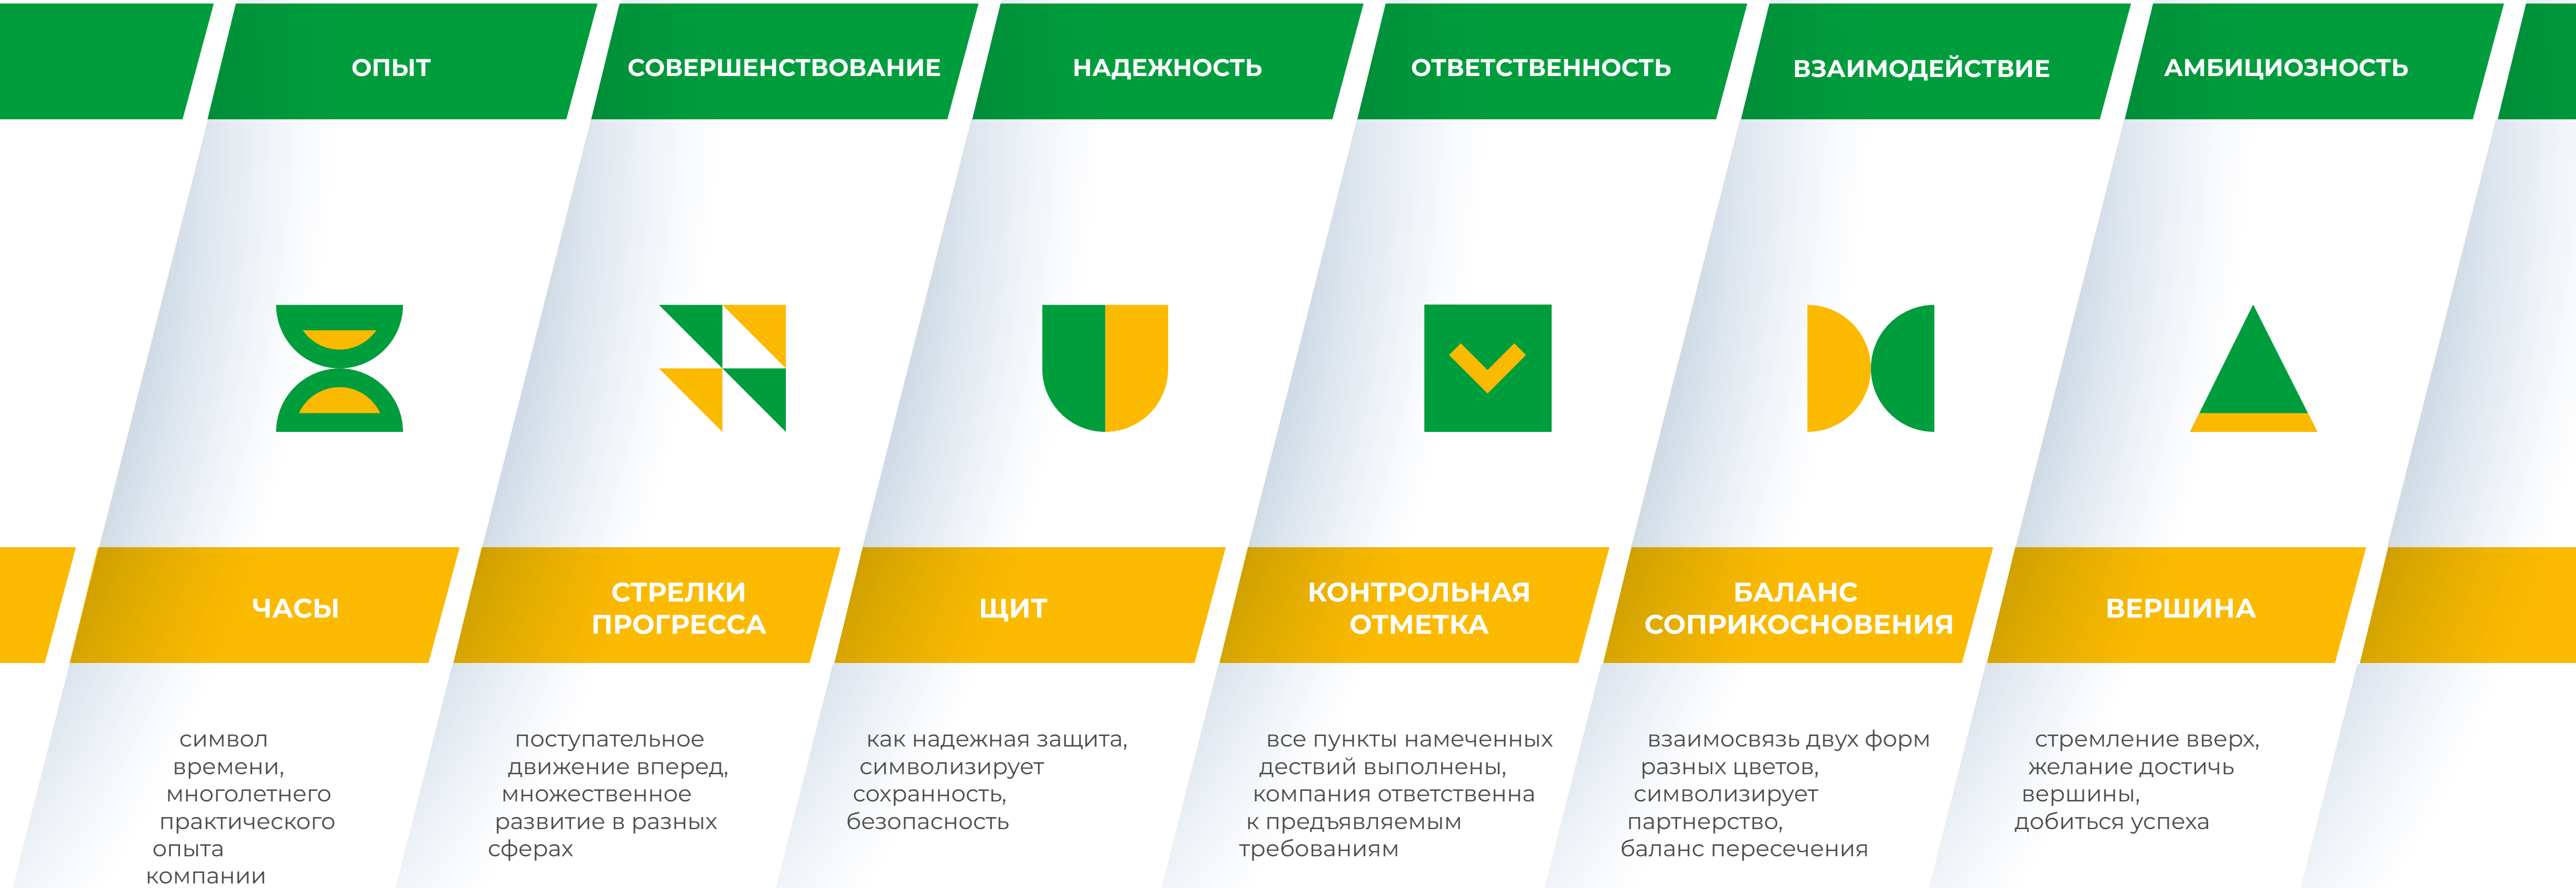 ОПЫТ
СОВЕРШЕНСТВОВАНИЕ
НАДЕЖНОСТЬ
ОТВЕТСТВЕННОСТЬ
ВЗАИМОДЕЙСТВИЕ
АМБИЦИОЗНОСТЬ
ЧАСЫ
СТРЕЛКИ
ПРОГРЕССА
ЩИТ
КОНТРОЛЬНАЯ
ОТМЕТКА
БАЛАНС
СОПРИКОСНОВЕНИЯ
ВЕРШИНА
символ
времени,
многолетнего
практического
опыта
компании
поступательное
движение вперед,
множественное
развитие в разных
сферах
как надежная защита,
символизирует
сохранность,
безопасность
все пункты намеченных
дествий выполнены,
компания ответственна
к предъявляемым
требованиям
взаимосвязь двух форм
разных цветов,
символизирует
партнерство,
баланс пересечения
стремление вверх,
желание достичь
вершины,
добиться успеха